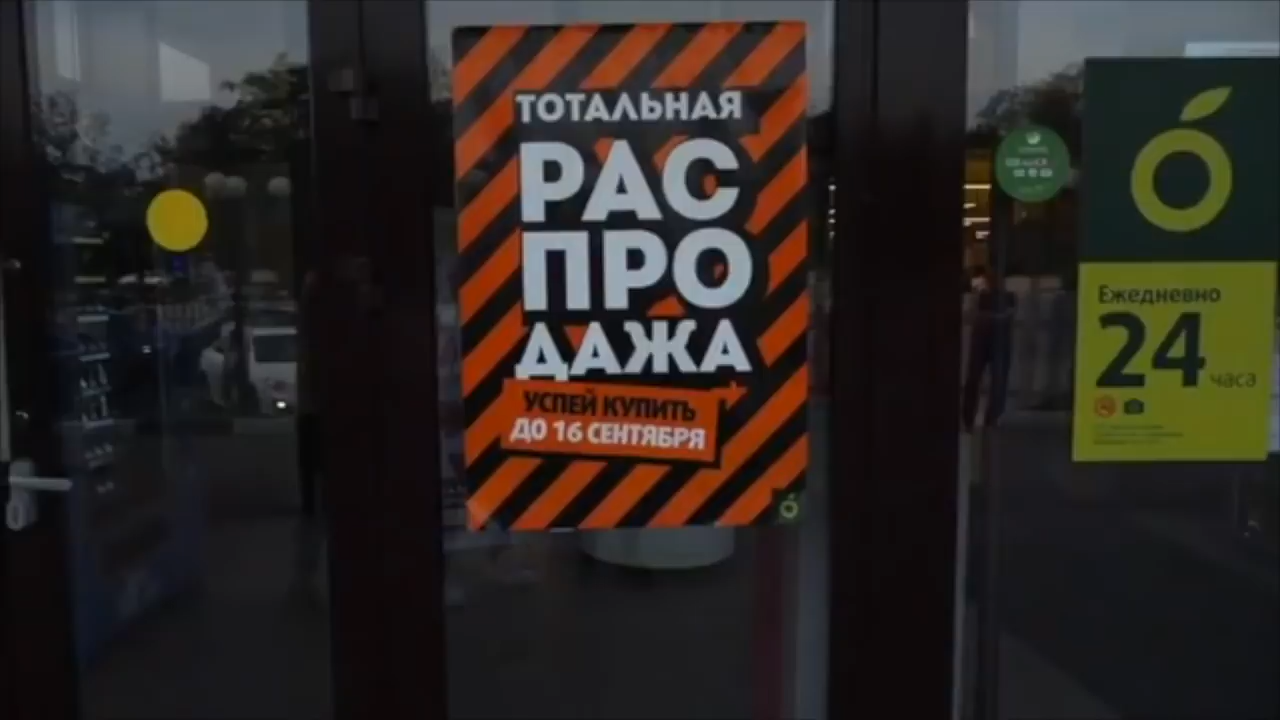 ТОТАЛЬНАЯ
РАС
ПРО
ДАЖА
УСПЕЙ КУПИТЬ
ДО 16 СЕНТЯБРЯ
Ежедневно
24 часа